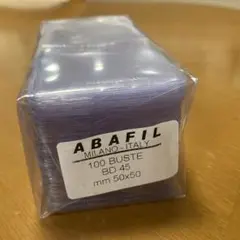 ABAFIL
MILANO-ITALY
100 BUSTE
BD 45
mm 50x50